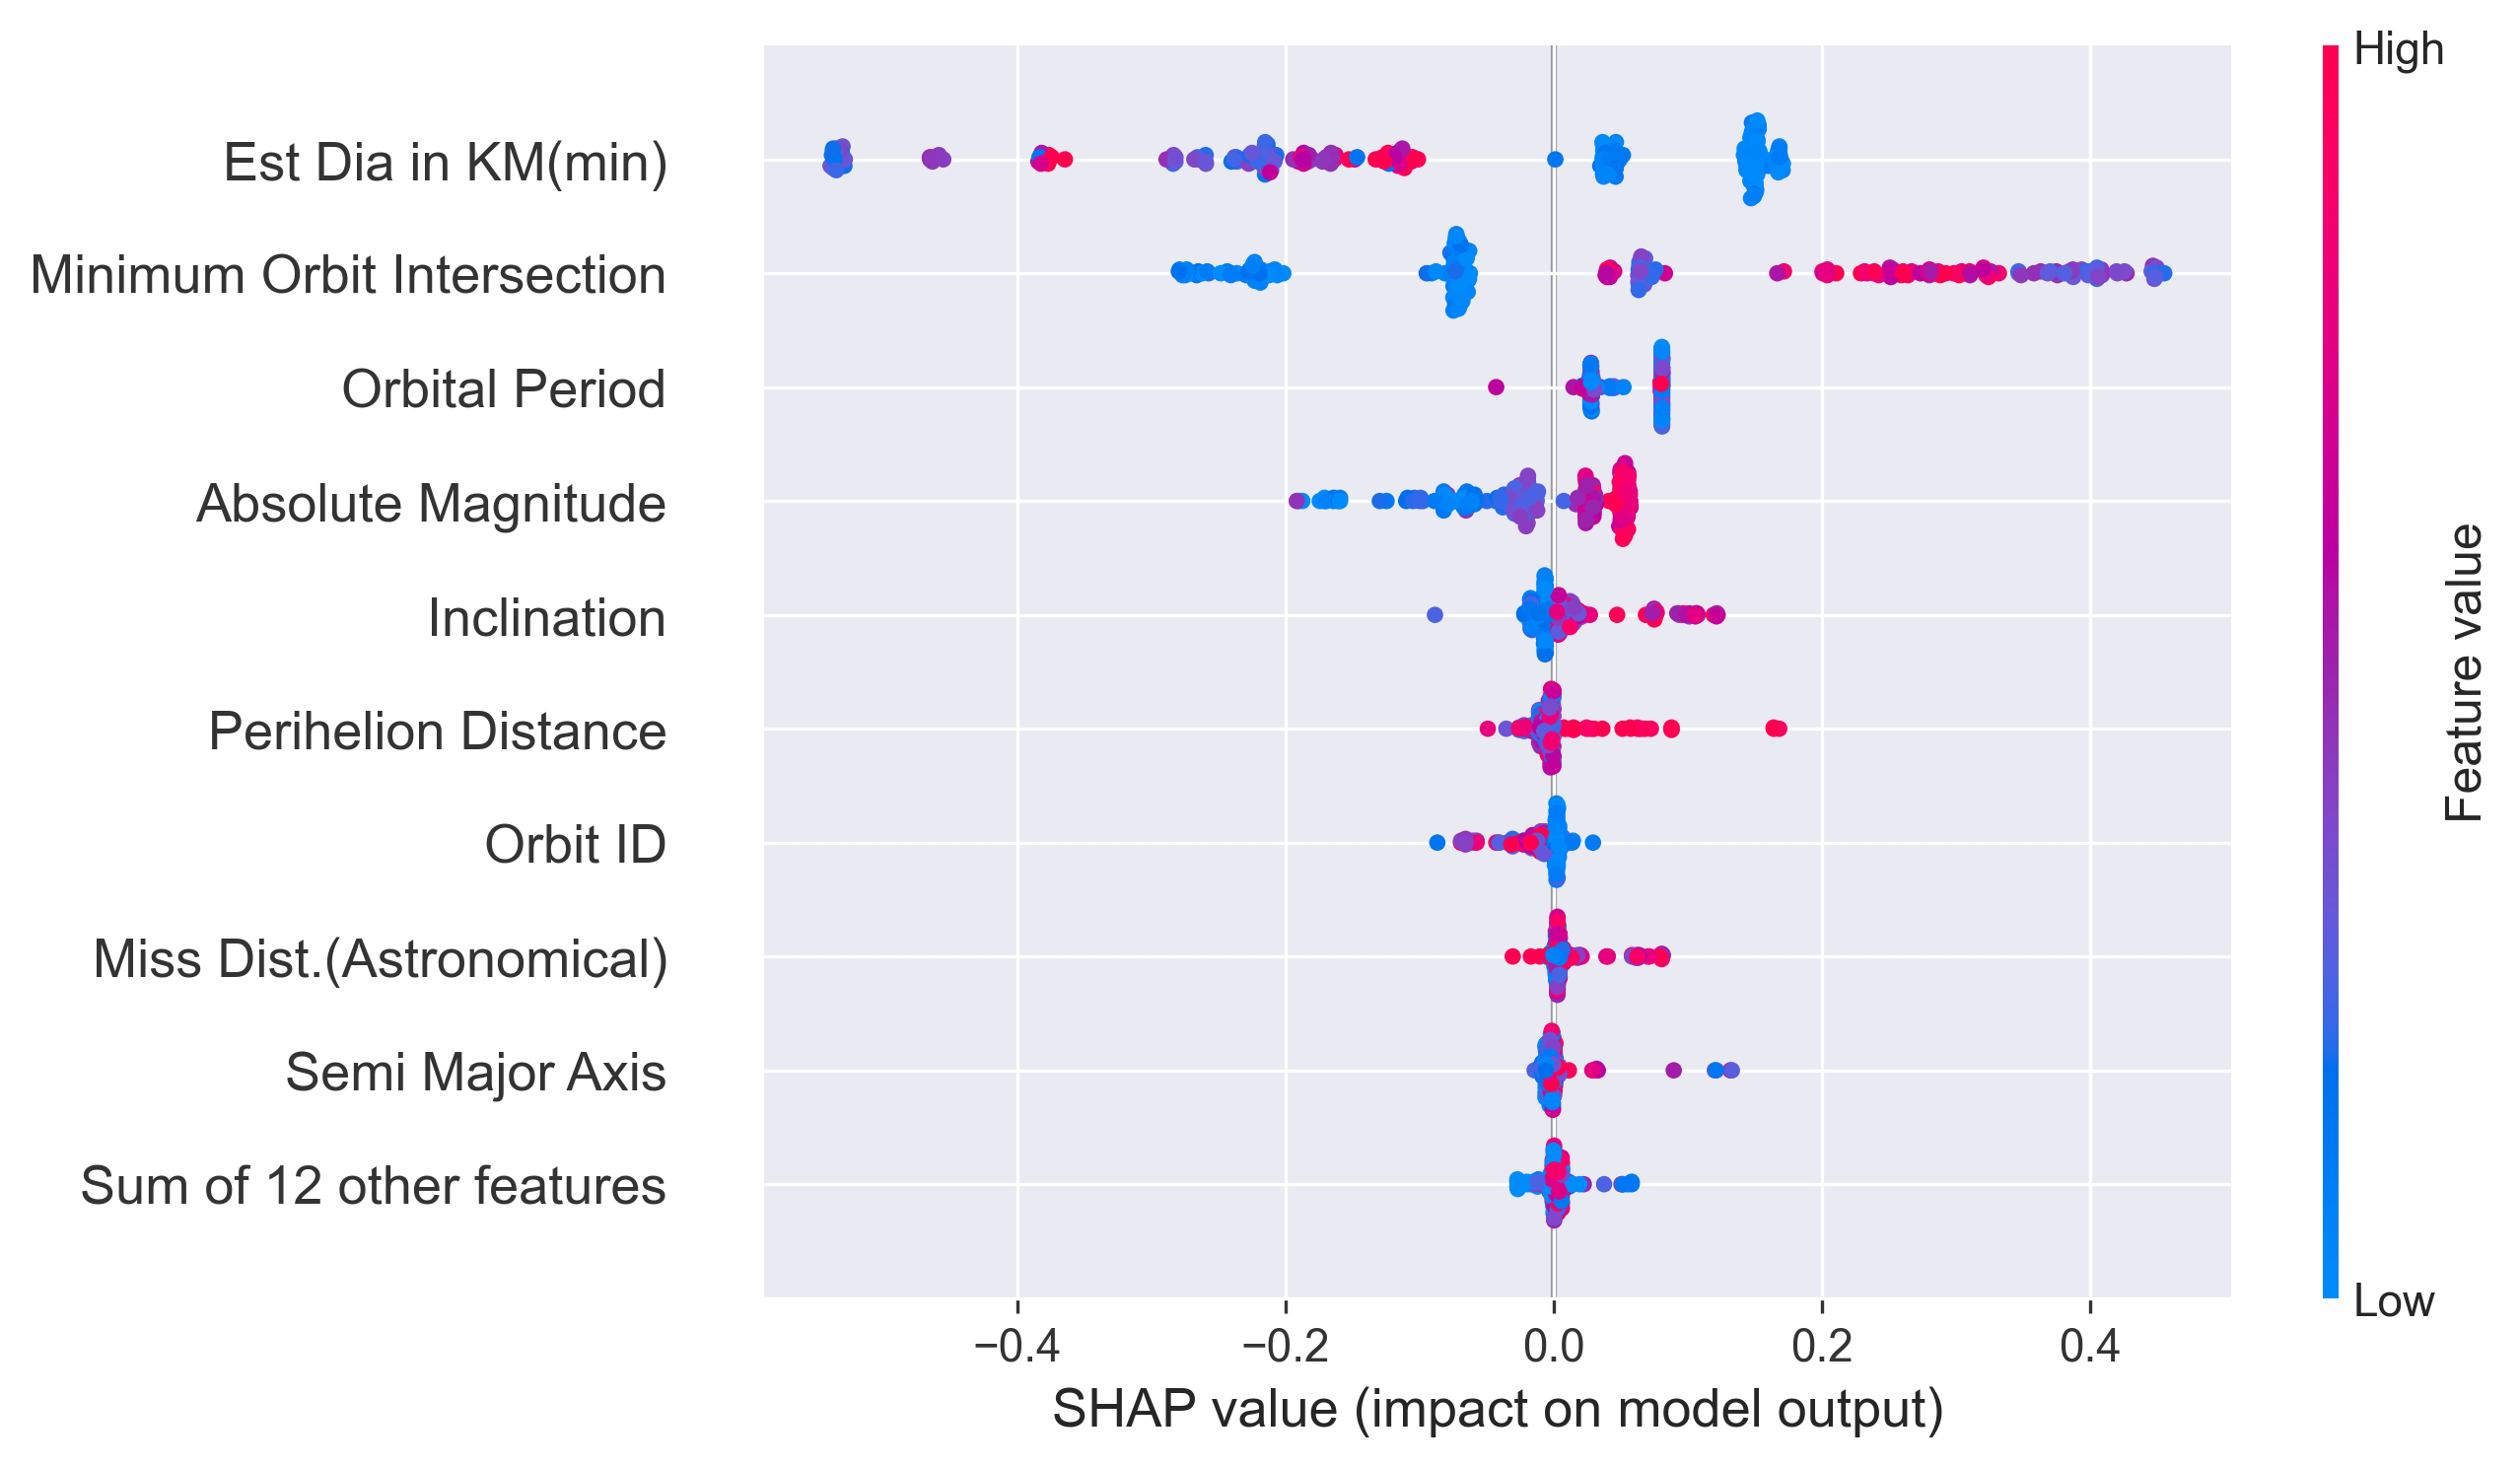 High
Est Dia in KM(min)
Minimum Orbit Intersection
Orbital Period
Absolute Magnitude
Inclination
Perihelion Distance
Orbit ID
Miss Dist.(Astronomical)
Semi Major Axis
Sum of 12 other features
Feature value
Low
−0.4 −0.2 0.0 0.2 0.4
SHAP value (impact on model output)